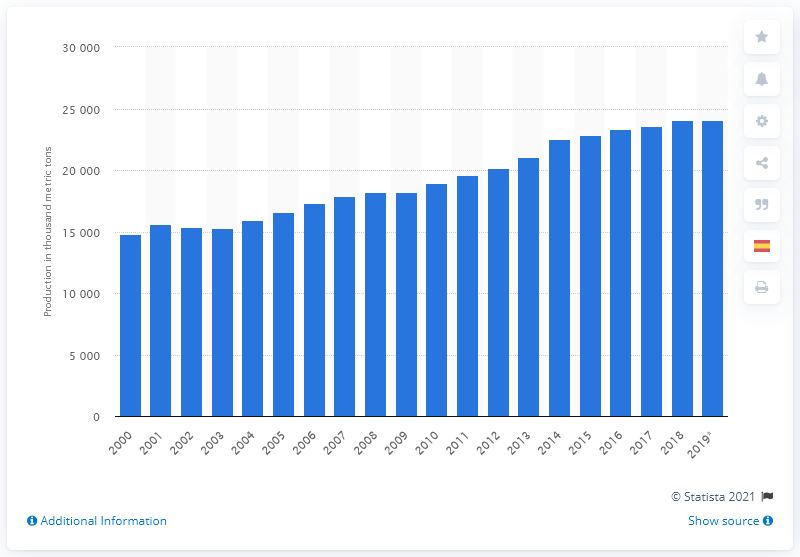 30 000
25 000
20 000
15 000
10 000
5 000
0
Production in thousand metric tons
2000 2001 2002 2003 2004 2005 2006 2007 2008 2009 2010 2011 2012 2013 2014 2015 2016 2017 2018 2019*
© Statista 2021
Additional Information
Show source